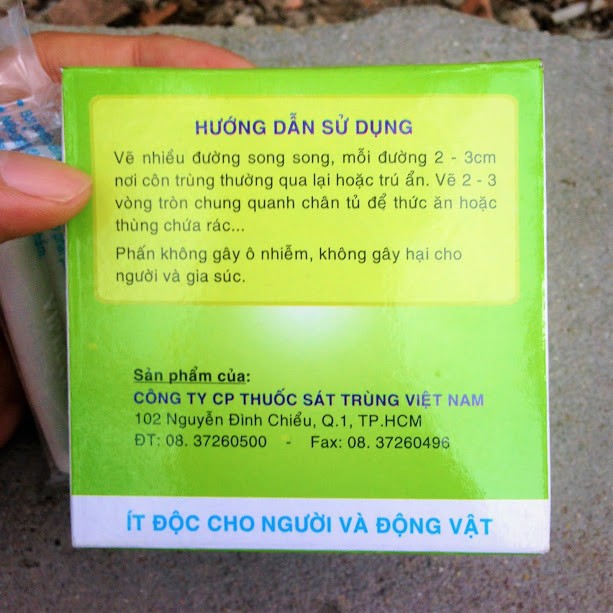 HƯỚNG DẪN SỬ DỤNG
Vẽ nhiều đường song song, mỗi đường 2 - 3cm
nơi côn trùng thường qua lại hoặc trú ẩn. Vẽ 2 - 3
vòng tròn chung quanh chân tủ để thức ăn hoặc
thùng chứa rác...
Phấn không gây ô nhiễm, không gây hại cho
người và gia súc.
Sản phẩm của:
CÔNG TY CP THUỐC SÁT TRÙNG VIỆT NAM
102 Nguyễn Đình Chiểu, Q.1, TP.HCM
ĐT: 08. 37260500 - Fax: 08. 37260496
ÍT ĐỘC CHO NGƯỜI VÀ ĐỘNG VẬT